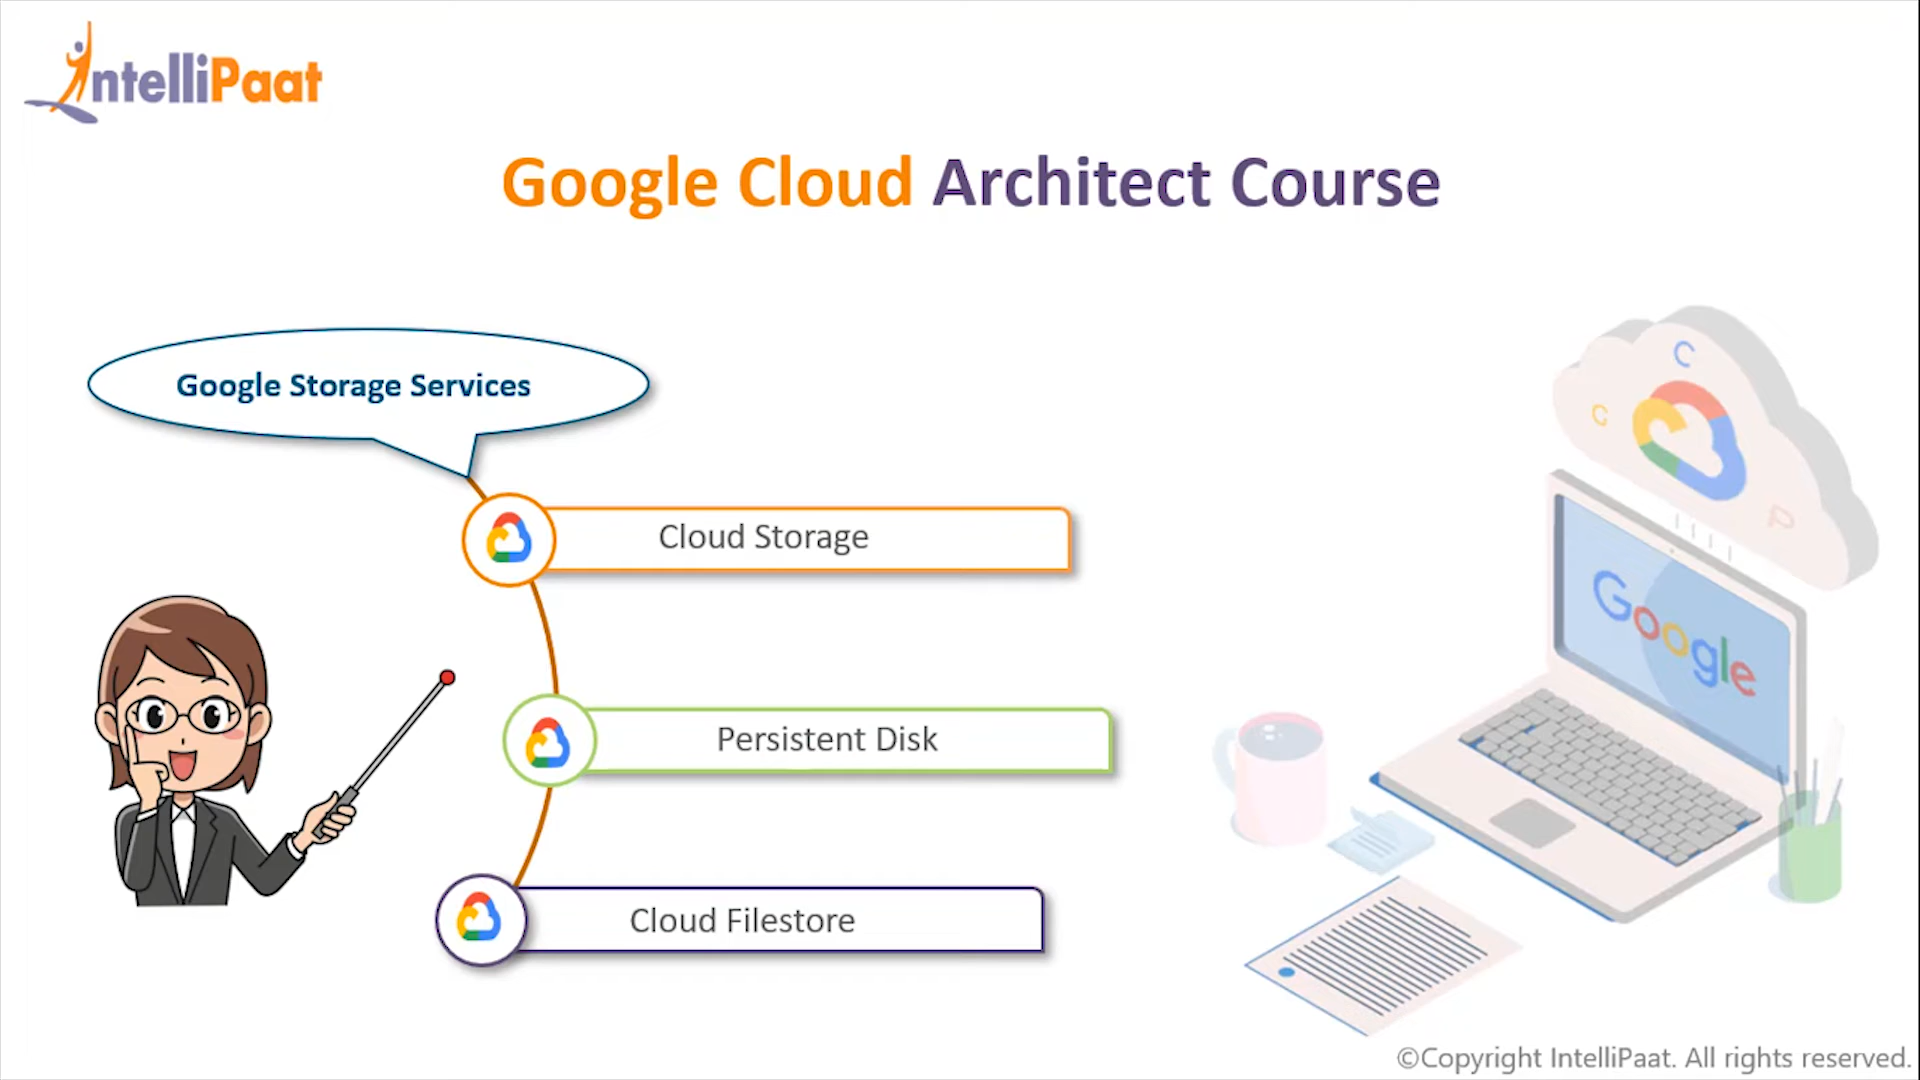 IntelliPaat
Google Cloud Architect Course
Google Storage Services
Cloud Storage
Persistent Disk
Cloud Filestore
C
G
P
Google
©Copyright IntelliPaat. All rights reserved.